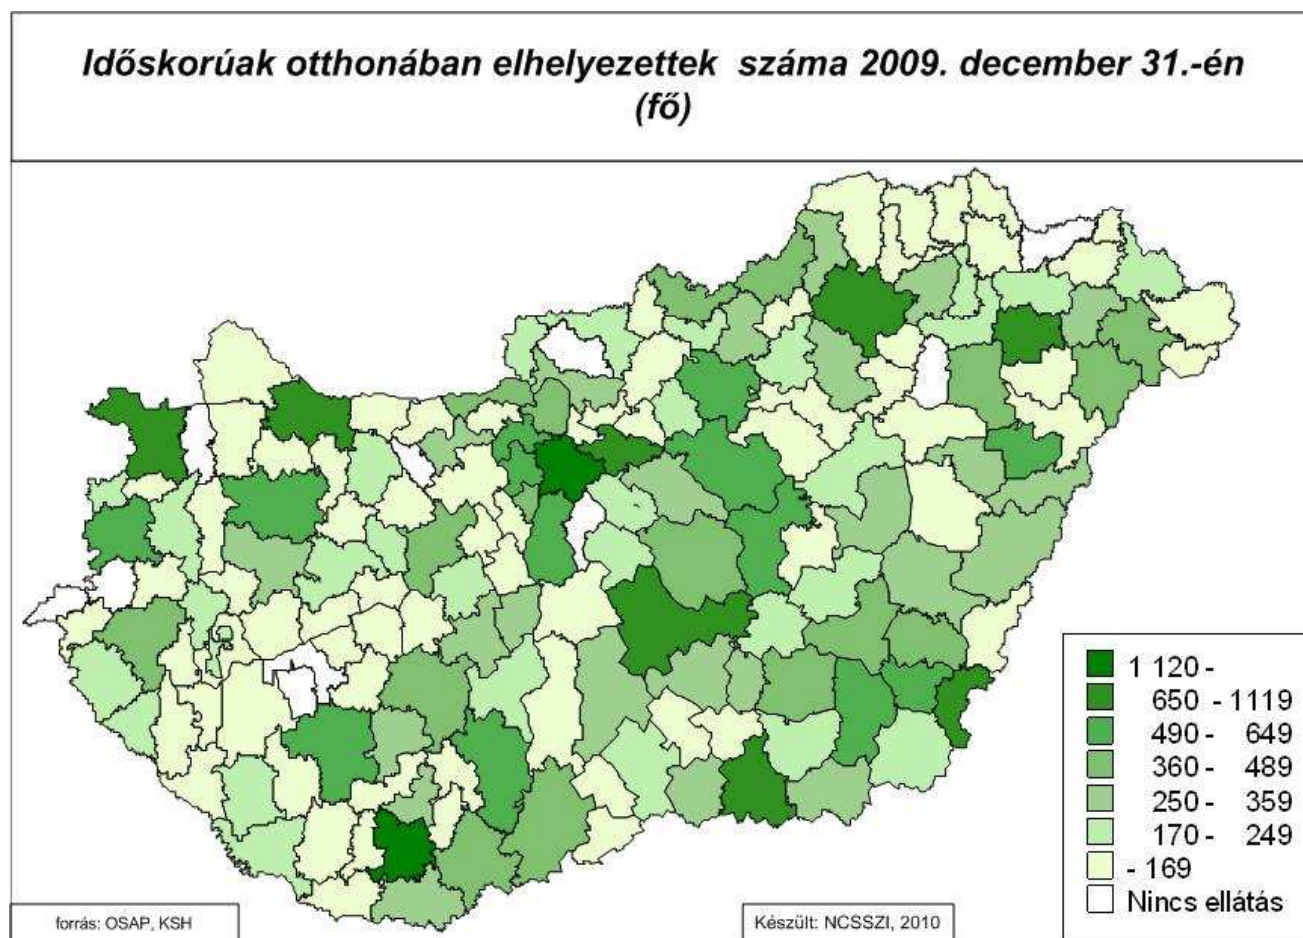 Időskorúak otthonában elhelyezettek száma 2009. december 31.-én
(fő)
1 120 -
650 - 1119
490 - 649
360 - 489
250 - 359
170 - 249
- 169
Nincs ellátás
forrás: OSAP, KSH
Készült: NCSSZI, 2010